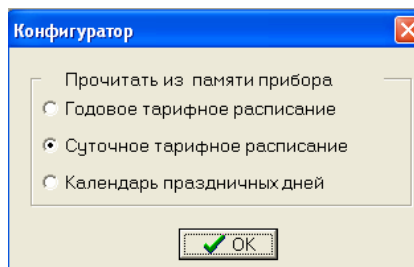 Конфигуратор
Прочитать из памяти прибора
Годовое тарифное расписание
Суточное тарифное расписание
Календарь праздничных дней
OK